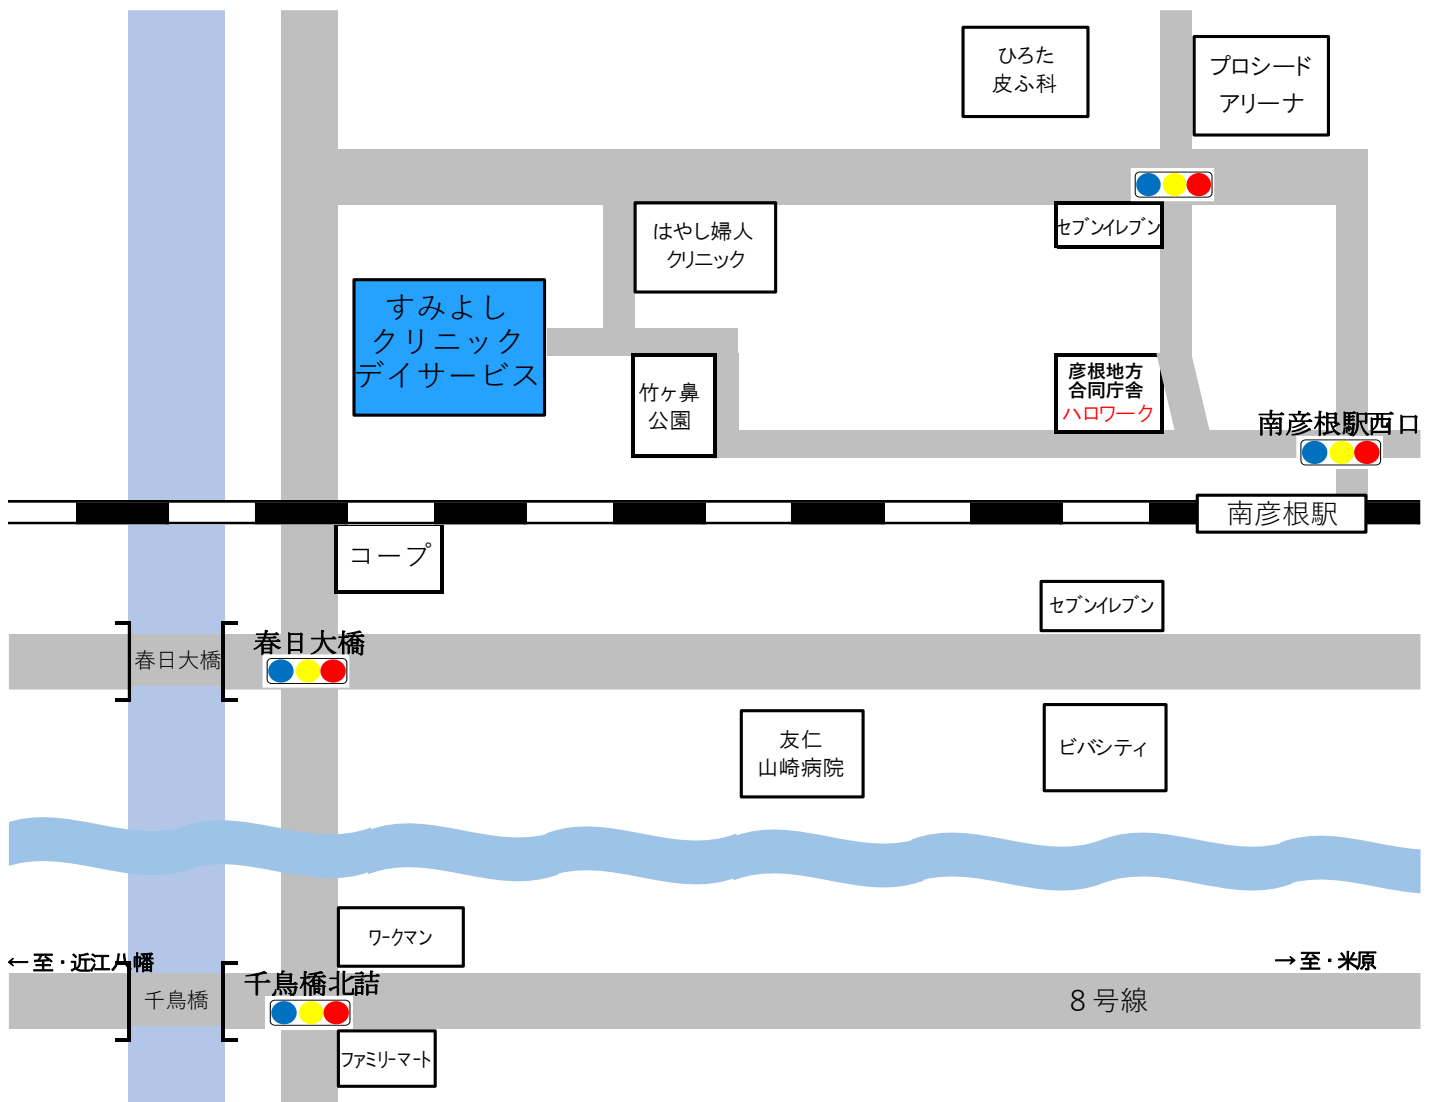 ひろた
皮ふ科
プロシード
アリーナ
はやし婦人
クリニック
セブンイレブン
すみよし
クリニック
デイサービス
竹ヶ鼻
公園
彦根地方
合同庁舎
ハロワーク
南彦根駅西口
南彦根駅
コープ
セブンイレブン
春日大橋
春日大橋
友仁
山崎病院
ビバシティ
ワークマン
←至・近江八幡
→至・米原
千鳥橋北詰
千鳥橋
8号線
ファミリーマート